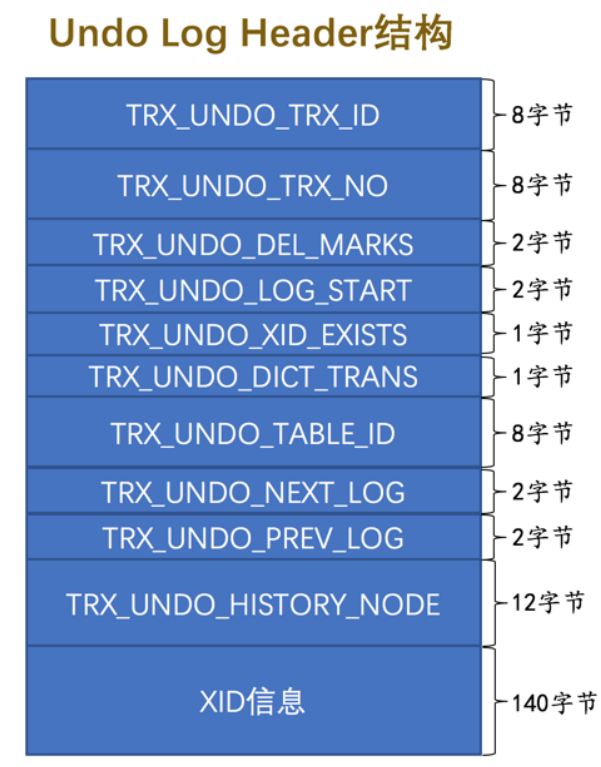 Undo Log Header结构
TRX_UNDO_TRX_ID 8字节
TRX_UNDO_TRX_NO 8字节
TRX_UNDO_DEL_MARKS 2字节
TRX_UNDO_LOG_START 2字节
TRX_UNDO_XID_EXISTS 1字节
TRX_UNDO_DICT_TRANS 1字节
TRX_UNDO_TABLE_ID 8字节
TRX_UNDO_NEXT_LOG 2字节
TRX_UNDO_PREV_LOG 2字节
TRX_UNDO_HISTORY_NODE 12字节
XID信息 140字节